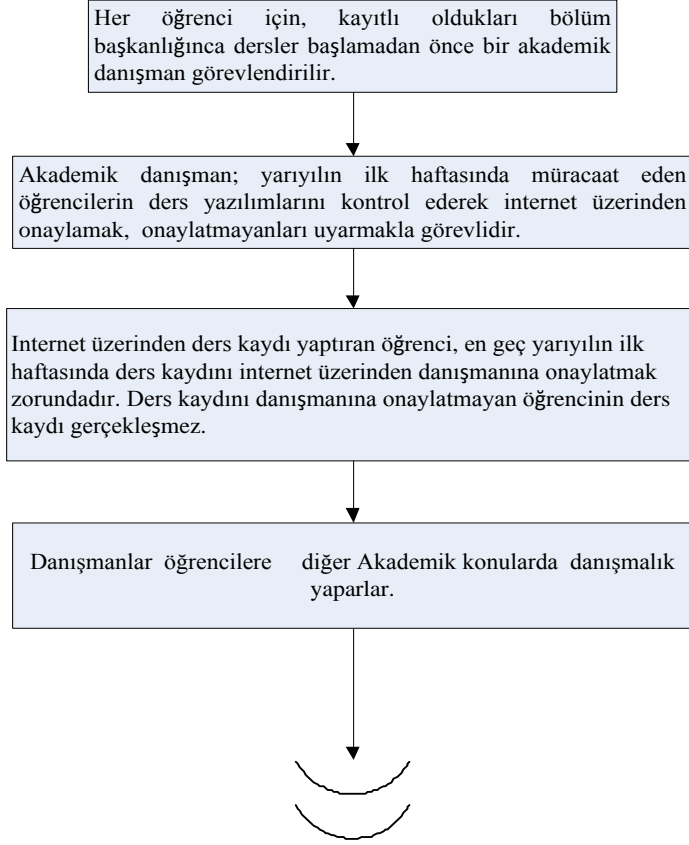 Her öğrenci için, kayıtlı oldukları bölüm
başkanlığınca dersler başlamadan önce bir akademik
danışman görevlendirilir.
Akademik danışman; yarıyılın ilk haftasında müracaat eden
öğrencilerin ders yazılımlarını kontrol ederek internet üzerinden
onaylamak, onaylatmayanları uyarmakla görevlidir.
Internet üzerinden ders kaydı yaptıran öğrenci, en geç yarıyılın ilk
haftasında ders kaydını internet üzerinden danışmanına onaylatmak
zorundadır. Ders kaydını danışmanına onaylatmayan öğrencinin ders
kaydı gerçekleşmez.
Danışmanlar öğrencilere diğer Akademik konularda danışmalık
yaparlar.